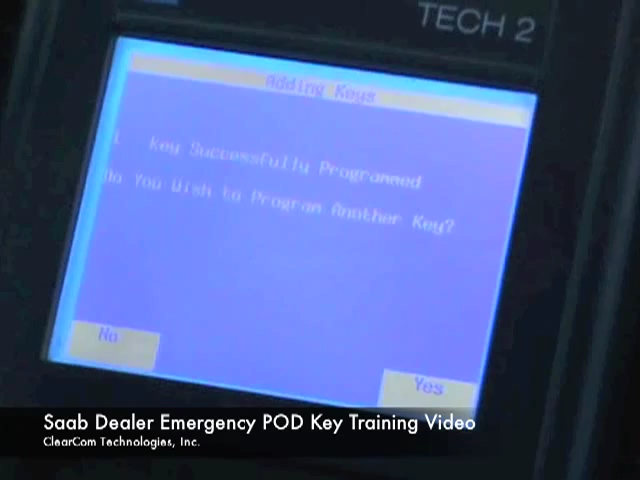 TECH 2
Adding Keys
1 key Successfully Programmed
Do You Wish to Program Another Key?
No
Yes
Saab Dealer Emergency POD Key Training Video
ClearCom Technologies, Inc.